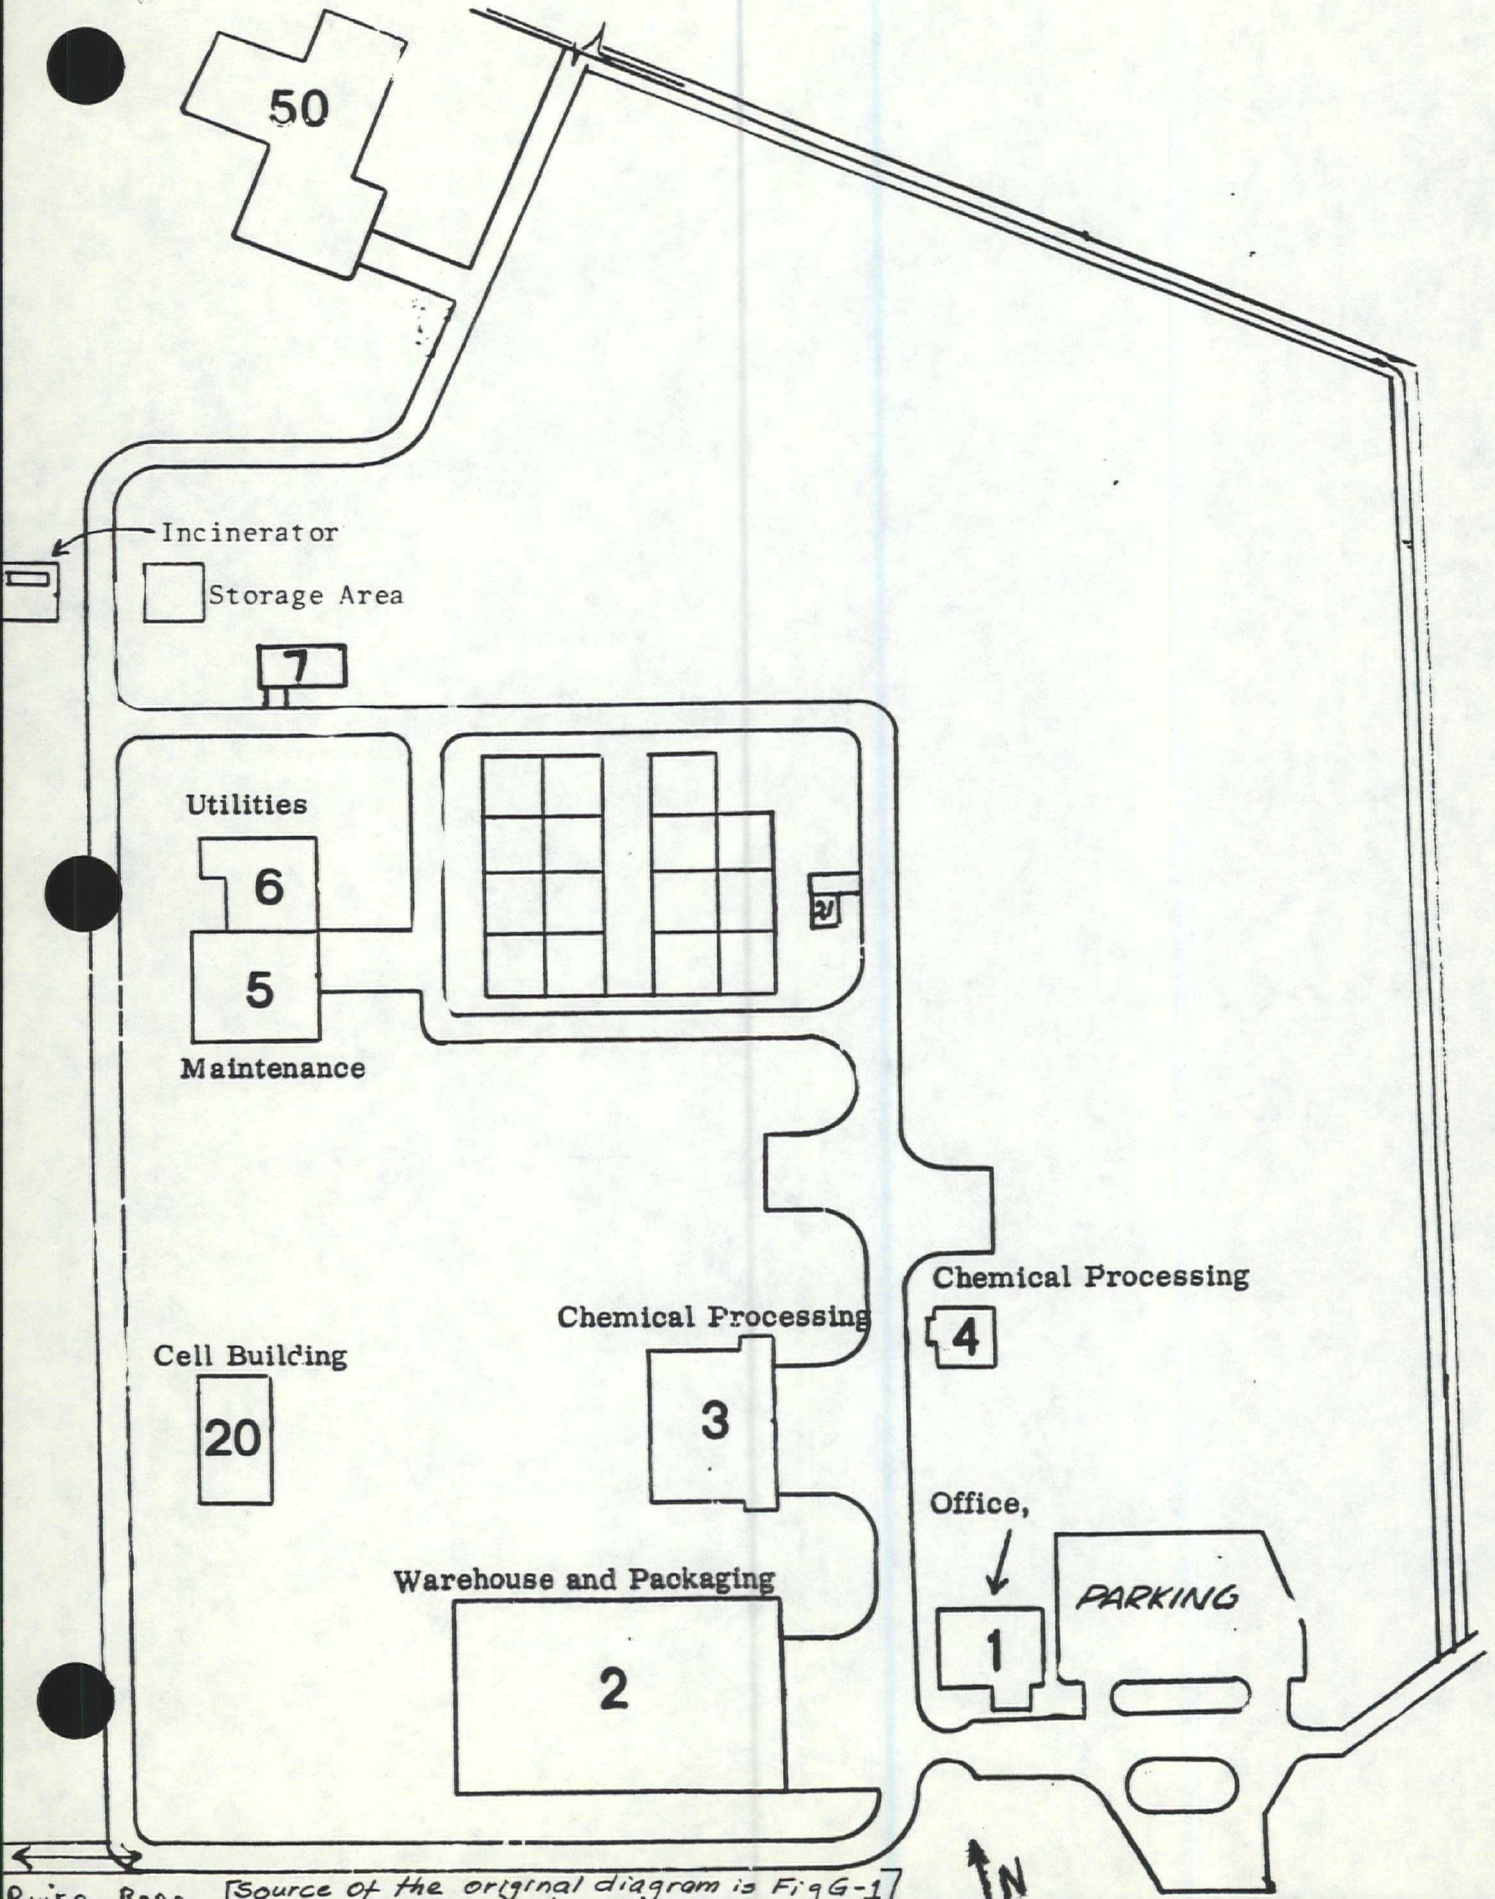 50
Incinerator
Storage Area
7
Utilities
6
21
5
Maintenance
Chemical Processing
Chemical Processing
4
Cell Building
3
20
Office,
Warehouse and Packaging
PARKING
1
2
N
[Source of the original diagram is Fig G-1]